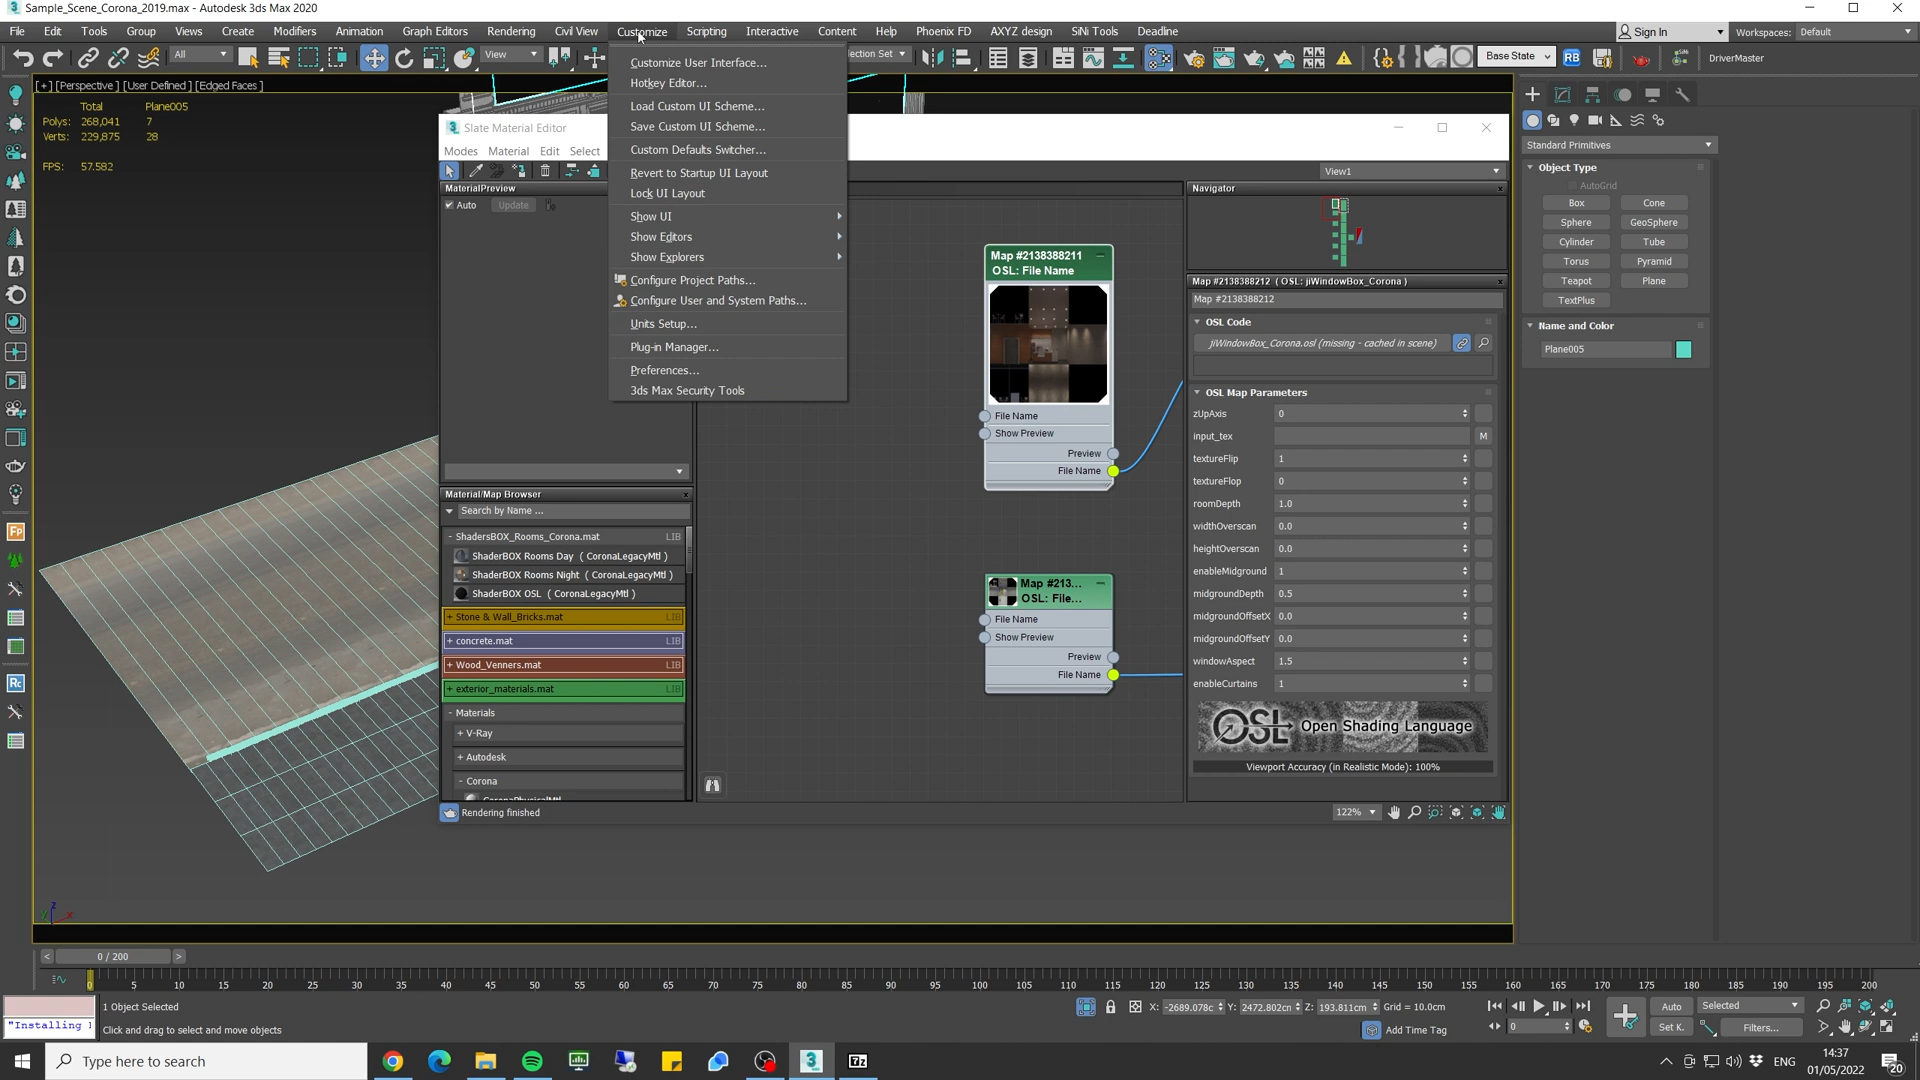 Sample_Scene_Corona_2019.max - Autodesk 3ds Max 2020
File Edit Tools Group Views Create Modifiers Animation Graph Editors Rendering Civil View Customize Scripting Interactive Content Help Phoenix FD AXYZ design SiNi Tools Deadline
Sign In Workspaces: Default
All View ection Set Base State RB DriverMaster
[+] [Perspective ] [User Defined ] [Edged Faces ]
Total Plane005
Polys: 268,041 7
Verts: 229,875 28
FPS: 57.582
Customize User Interface...
Hotkey Editor...
Load Custom UI Scheme...
Save Custom UI Scheme...
Custom Defaults Switcher...
Revert to Startup UI Layout
Lock UI Layout
Show UI
Show Editors
Show Explorers
Configure Project Paths...
Configure User and System Paths...
Units Setup...
Plug-in Manager...
Preferences...
3ds Max Security Tools
Slate Material Editor
Modes Material Edit Select
View1
MaterialPreview
Auto Update
Material/Map Browser
Search by Name ...
- ShadersBOX_Rooms_Corona.mat LIB
ShaderBOX Rooms Day ( CoronaLegacyMtl )
ShaderBOX Rooms Night ( CoronaLegacyMtl )
ShaderBOX OSL ( CoronaLegacyMtl )
+ Stone & Wall_Bricks.mat LIB
+ concrete.mat LIB
+ Wood_Venners.mat LIB
+ exterior_materials.mat LIB
- Materials
+ V-Ray
+ Autodesk
- Corona
CoronaPhysicalMtl
Rendering finished
Map #2138388211
OSL: File Name
File Name
Show Preview
Preview
File Name
Map #213...
OSL: File...
File Name
Show Preview
Preview
File Name
Navigator
Map #2138388212 ( OSL: jiWindowBox_Corona )
Map #2138388212
OSL Code
jiWindowBox_Corona.osl (missing - cached in scene)
OSL Map Parameters
zUpAxis 0
input_tex M
textureFlip 1
textureFlop 0
roomDepth 1.0
widthOverscan 0.0
heightOverscan 0.0
enableMidground 1
midgroundDepth 0.5
midgroundOffsetX 0.0
midgroundOffsetY 0.0
windowAspect 1.5
enableCurtains 1
OSL Open Shading Language
Viewport Accuracy (in Realistic Mode): 100%
122%
Standard Primitives
Object Type
AutoGrid
Box Cone
Sphere GeoSphere
Cylinder Tube
Torus Pyramid
Teapot Plane
TextPlus
Name and Color
Plane005
Fp
Rc
z
x
< 0 / 200 >
0 5 10 15 20 25 30 35 40 45 50 55 60 65 70 75 80 85 90 95 100 105 110 115 120 125 130 135 140 145 150 155 160 165 170 175 180 185 190 195 200
1 Object Selected
X: -2689.078c Y: 2472.802cn Z: 193.811cm Grid = 10.0cm
Auto Selected
"Installing
Click and drag to select and move objects
Add Time Tag
0
Set K. Filters...
Type here to search
ENG
14:37
01/05/2022
20